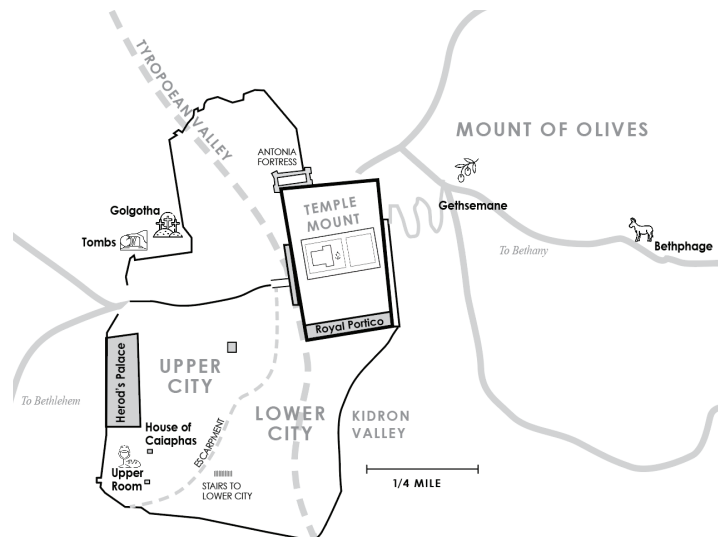 TYROPOEAN VALLEY
MOUNT OF OLIVES
ANTONIA
FORTRESS
TEMPLE
MOUNT
Golgotha
Tombs
Gethsemane
Bethphage
To Bethany
Royal Portico
Herod's Palace
UPPER
CITY
To Bethlehem
LOWER
CITY
KIDRON
VALLEY
House of
Caiaphas
ESCARPMENT
Upper
Room
STAIRS TO
LOWER CITY
1/4 MILE